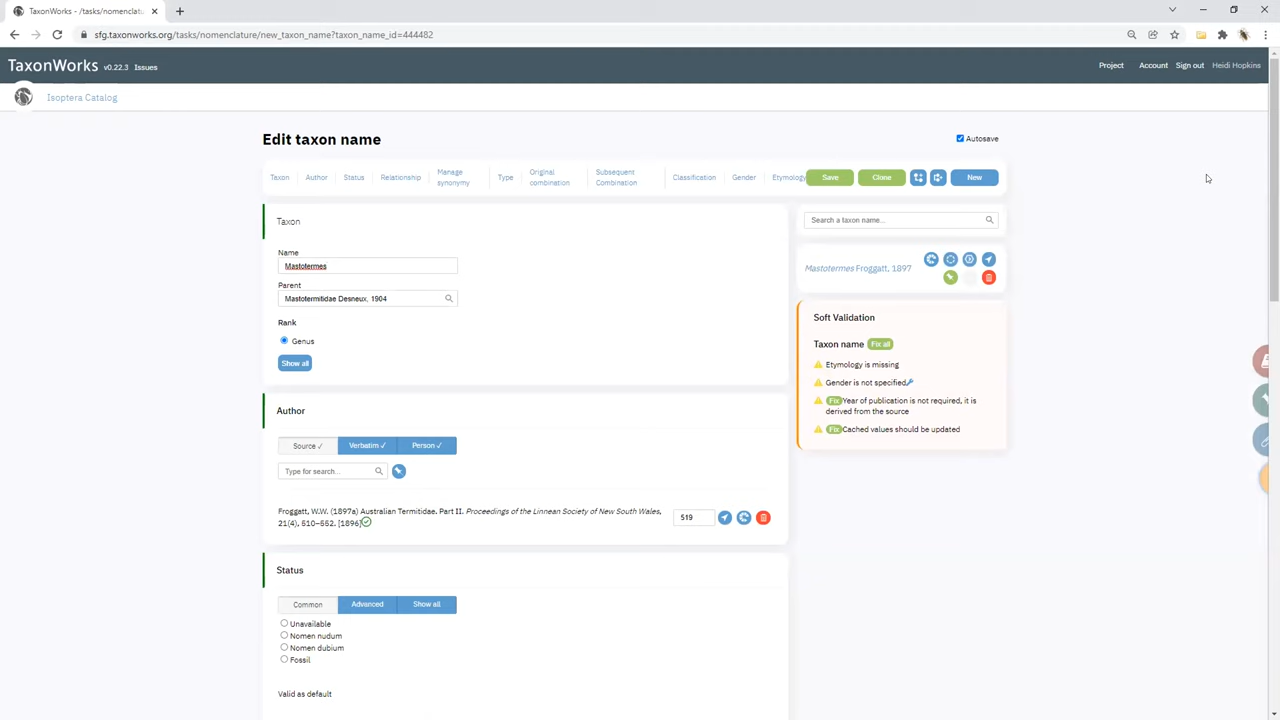 TaxonWorks - /tasks/nomenclatur
sfg.taxonworks.org/tasks/nomenclature/new_taxon_name?taxon_name_id=444482
TaxonWorks v0.22.3 Issues
Project Account Sign out Heidi Hopkins
Isoptera Catalog
Edit taxon name
Autosave
Taxon Author Status Relationship Manage synonymy Type Original combination Subsequent Combination Classification Gender Etymology Save Clone New
Taxon
Name
Mastotermes
Parent
Mastotermitidae Desneux, 1904
Rank
Genus
Show all
Search a taxon name...
Mastotermes Froggatt, 1897
Soft Validation
Taxon name Fix all
Etymology is missing
Gender is not specified
Fix Year of publication is not required, it is
derived from the source
Fix Cached values should be updated
Author
Source ✓ Verbatim ✓ Person ✓
Type for search...
Froggatt, W.W. (1897a) Australian Termitidae. Part II. Proceedings of the Linnean Society of New South Wales,
21(4), 510–552. [1896]
519
Status
Common Advanced Show all
Unavailable
Nomen nudum
Nomen dubium
Fossil
Valid as default